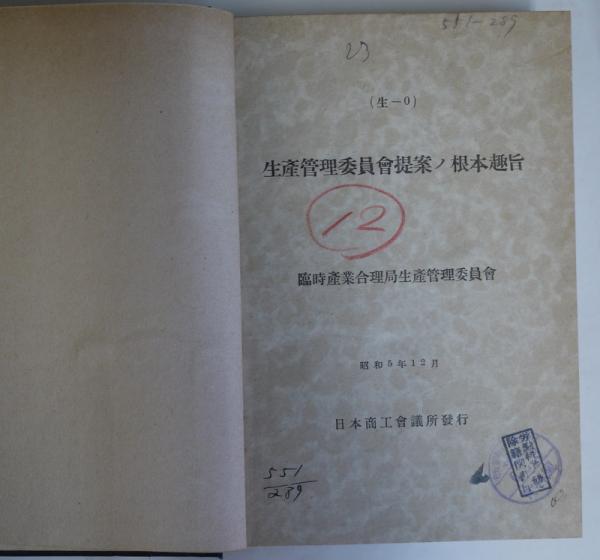 551-289
(生-0)
生產管理委員會提案ノ根本趣旨
12
臨時產業合理局生產管理委員會
昭和5年12月
日本商工會議所發行
551
289
除籍